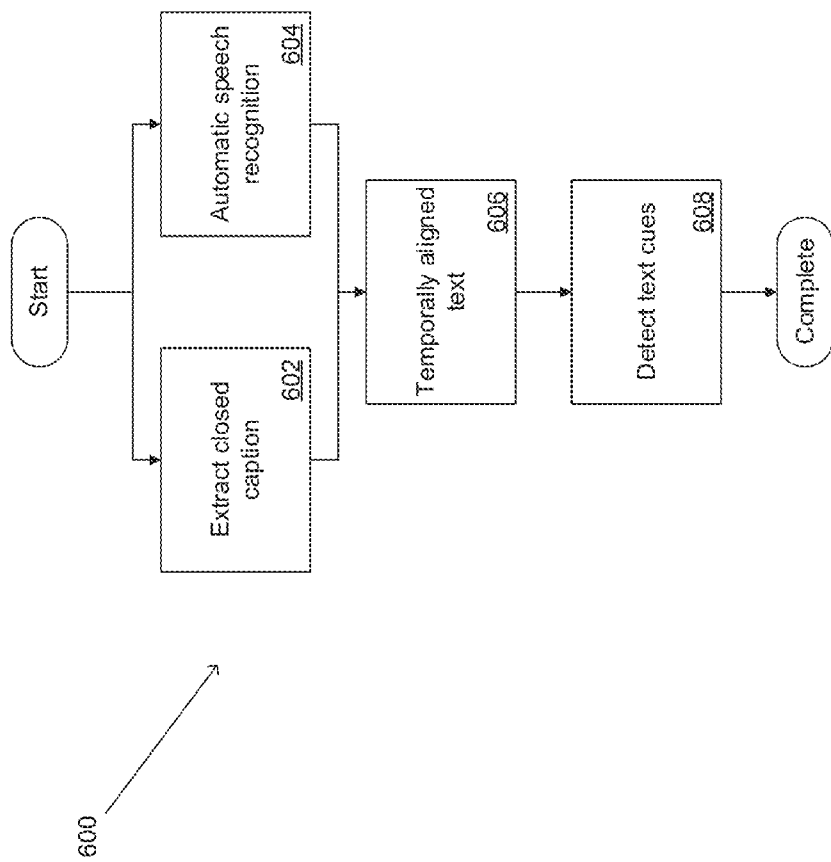 600
Start
Extract closed
caption
602
Automatic speech
recognition
604
Temporally aligned
text
606
Detect text cues
608
Complete